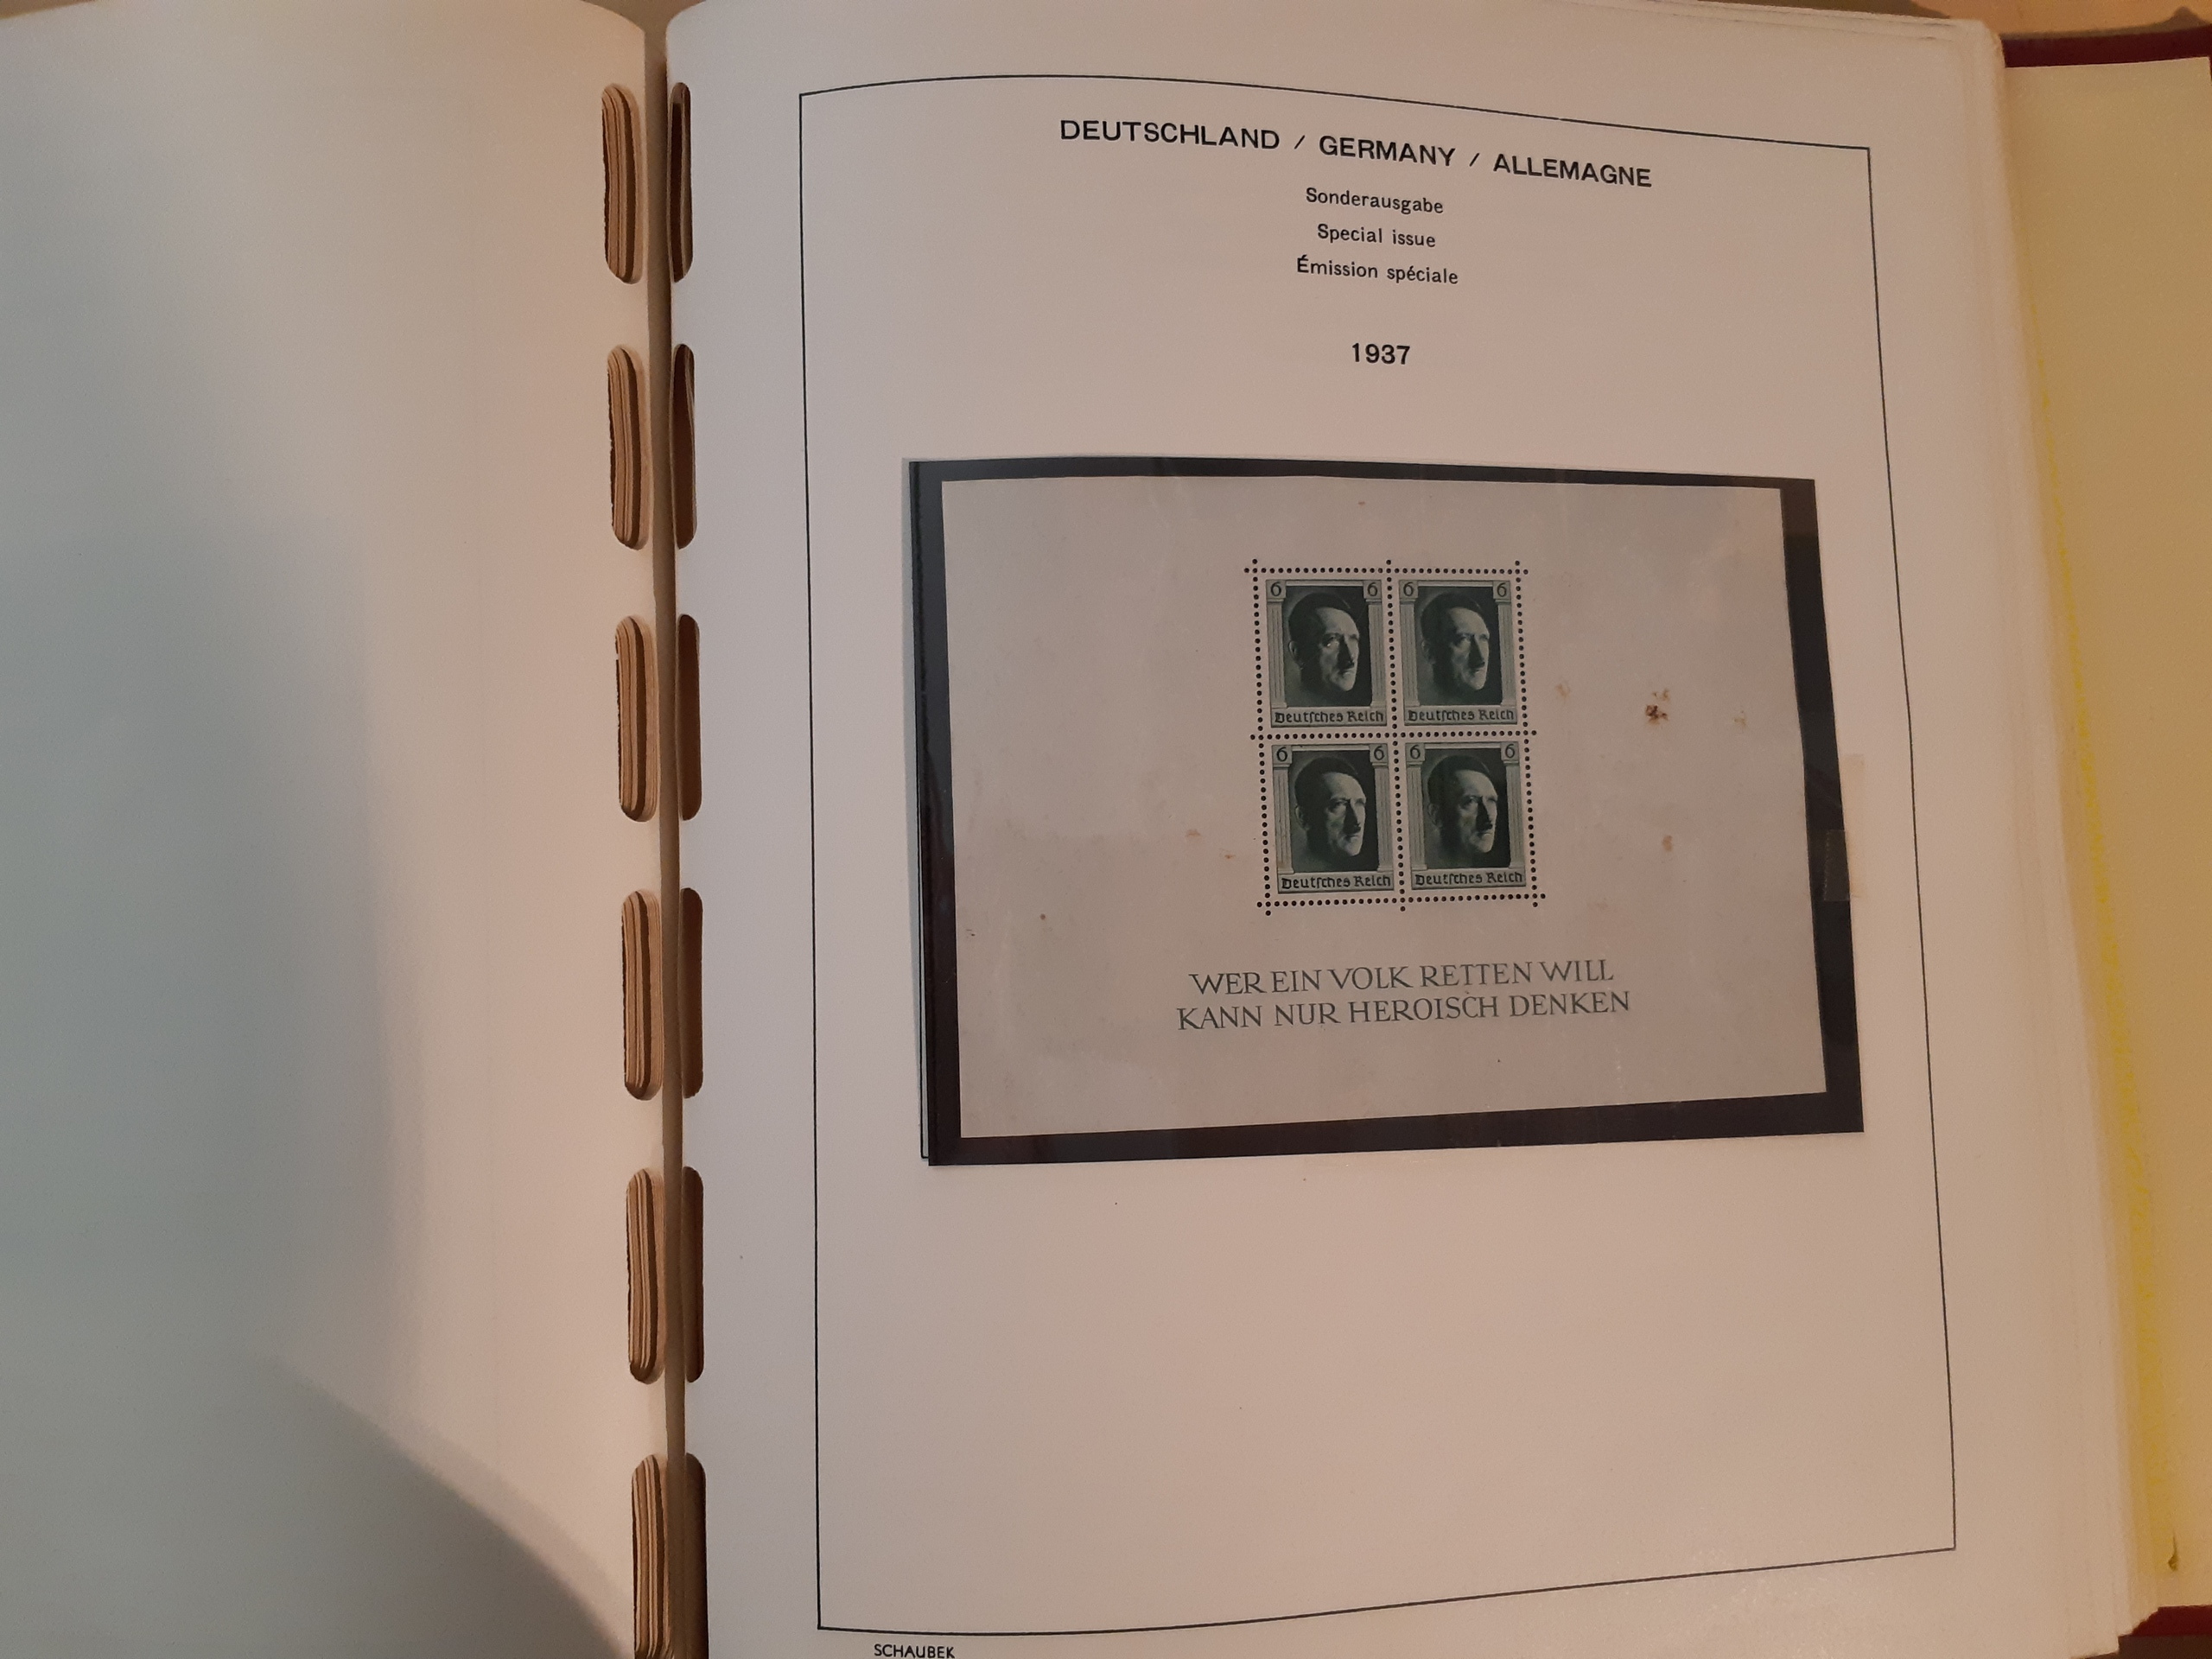 DEUTSCHLAND / GERMANY / ALLEMAGNE
Sonderausgabe
Special issue
Émission spéciale
1937
6 6 6 6
Deutsches Reich Deutsches Reich
6 6 6 6
Deutsches Reich Deutsches Reich
WER EIN VOLK RETTEN WILL
KANN NUR HEROISCH DENKEN
SCHAUBEK